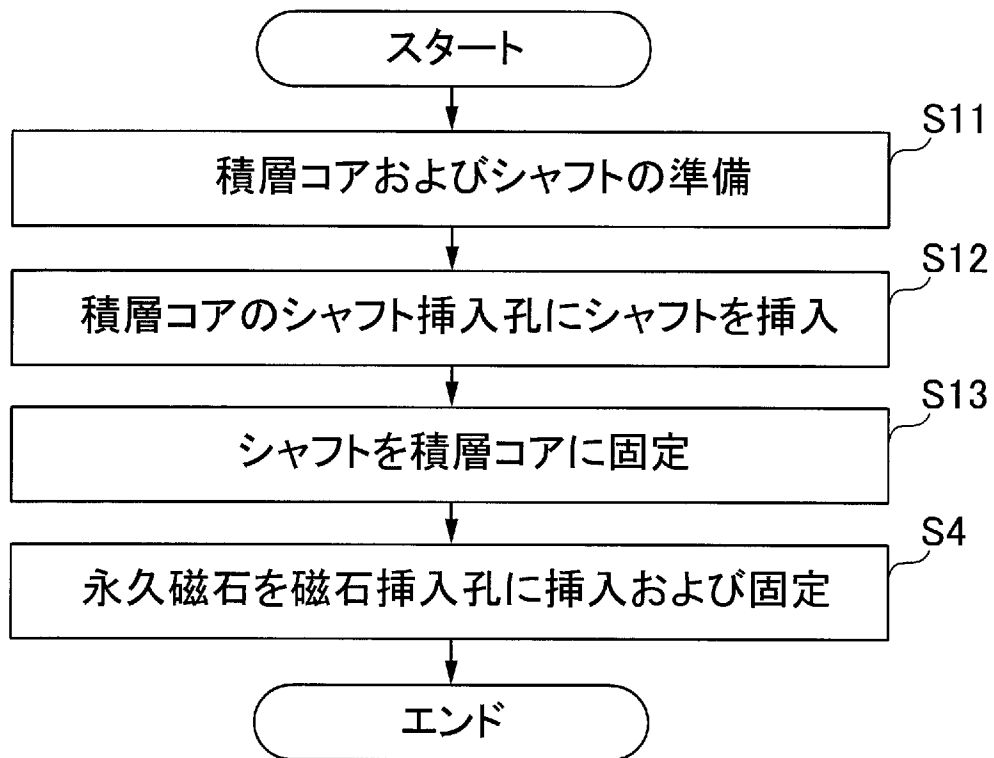 スタート
S11
積層コアおよびシャフトの準備
S12
積層コアのシャフト挿入孔にシャフトを挿入
S13
シャフトを積層コアに固定
S4
永久磁石を磁石挿入孔に挿入および固定
エンド